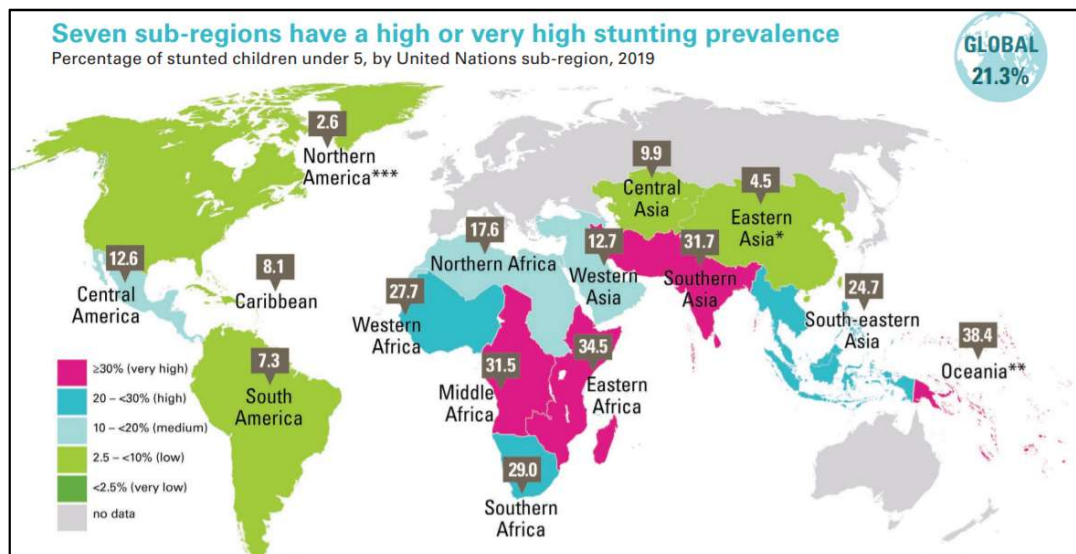 Seven sub-regions have a high or very high stunting prevalence
Percentage of stunted children under 5, by United Nations sub-region, 2019
GLOBAL
21.3%
2.6
Northern
America***
9.9
Central
Asia
4.5
Eastern
Asia*
12.6
Central
America
8.1
Caribbean
17.6
Northern Africa
12.7
Western
Asia
31.7
Southern
Asia
27.7
Western
Africa
24.7
South-eastern
Asia
38.4
Oceania**
7.3
South
America
31.5
Middle
Africa
34.5
Eastern
Africa
29.0
Southern
Africa
≥30% (very high)
20 – <30% (high)
10 – <20% (medium)
2.5 – <10% (low)
<2.5% (very low)
no data